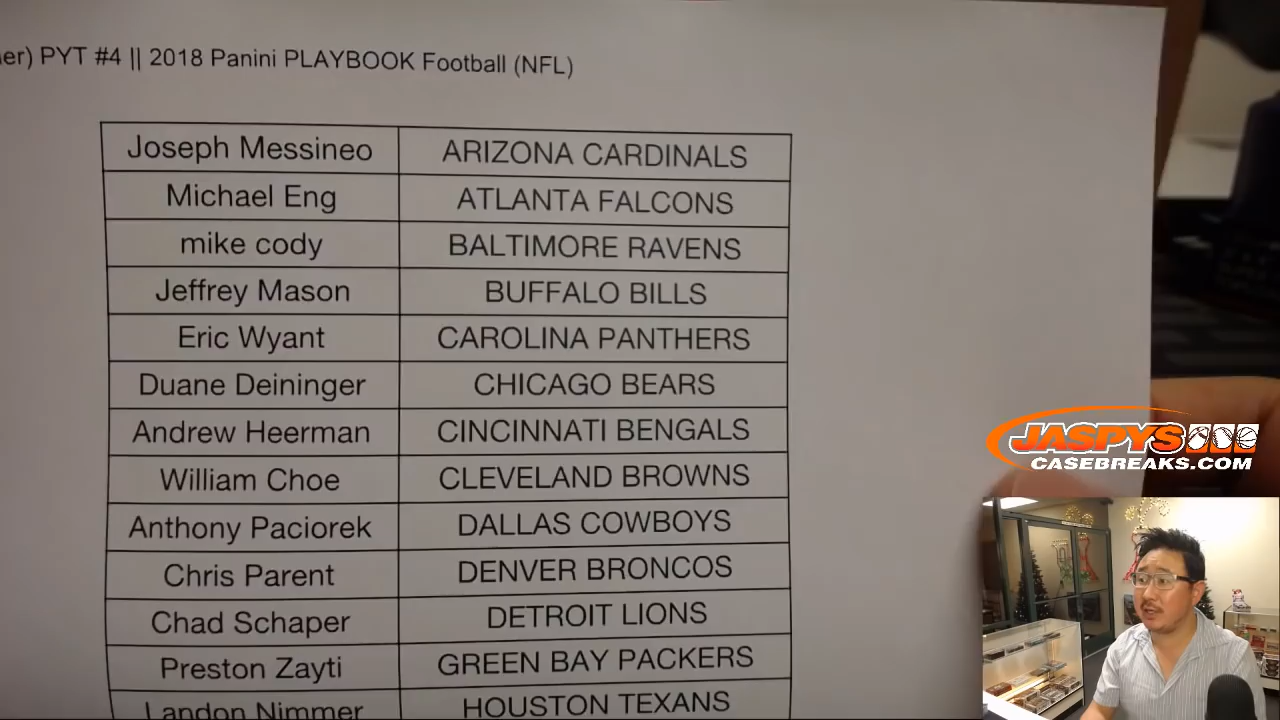 er) PYT #4 || 2018 Panini PLAYBOOK Football (NFL)
Joseph Messineo ARIZONA CARDINALS
Michael Eng ATLANTA FALCONS
mike cody BALTIMORE RAVENS
Jeffrey Mason BUFFALO BILLS
Eric Wyant CAROLINA PANTHERS
Duane Deininger CHICAGO BEARS
Andrew Heerman CINCINNATI BENGALS
William Choe CLEVELAND BROWNS
Anthony Paciorek DALLAS COWBOYS
Chris Parent DENVER BRONCOS
Chad Schaper DETROIT LIONS
Preston Zayti GREEN BAY PACKERS
Landon Nimmer HOUSTON TEXANS
JASPYS
CASEBREAKS.COM